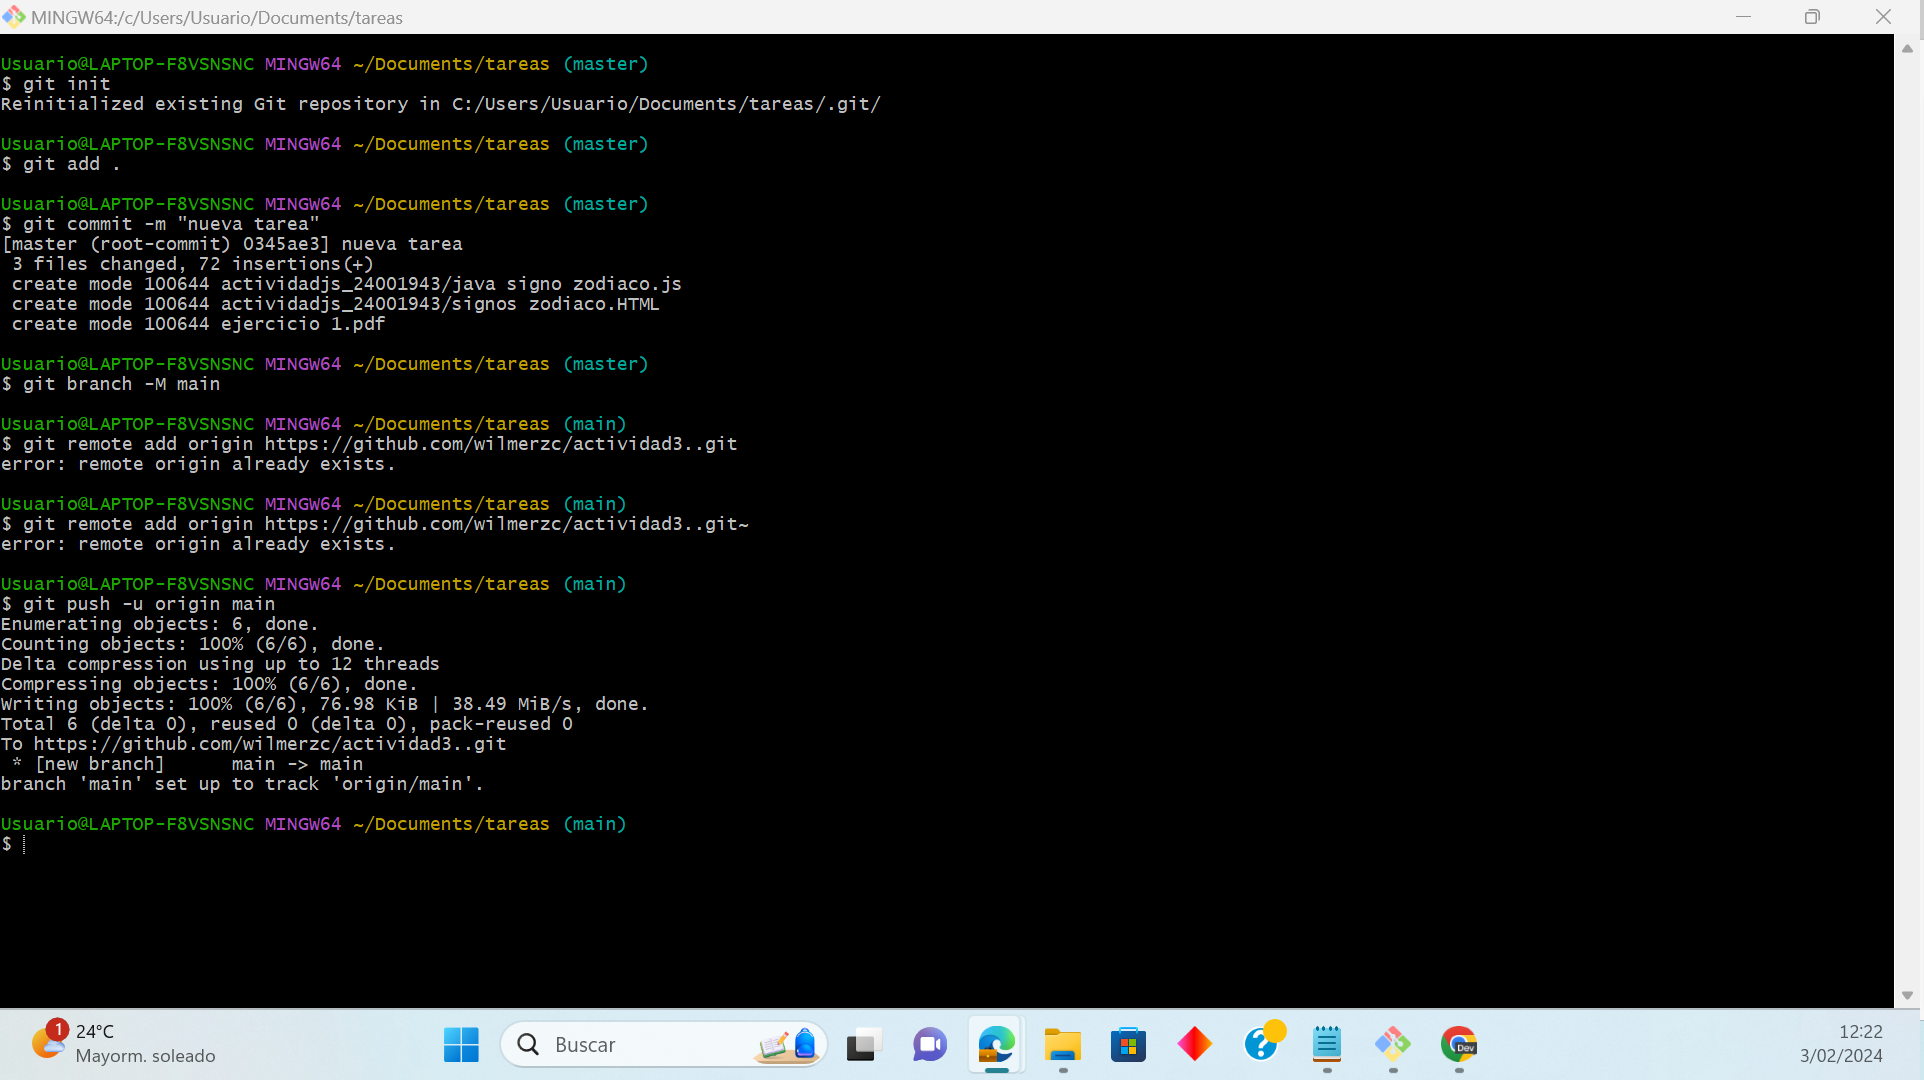 MINGW64:/c/Users/Usuario/Documents/tareas
Usuario@LAPTOP-F8VSNSNC MINGW64 ~/Documents/tareas (master)
$ git init
Reinitialized existing Git repository in C:/Users/Usuario/Documents/tareas/.git/
Usuario@LAPTOP-F8VSNSNC MINGW64 ~/Documents/tareas (master)
$ git add .
Usuario@LAPTOP-F8VSNSNC MINGW64 ~/Documents/tareas (master)
$ git commit -m "nueva tarea"
[master (root-commit) 0345ae3] nueva tarea
3 files changed, 72 insertions(+)
create mode 100644 actividadjs_24001943/java signo zodiaco.js
create mode 100644 actividadjs_24001943/signos zodiaco.HTML
create mode 100644 ejercicio 1.pdf
Usuario@LAPTOP-F8VSNSNC MINGW64 ~/Documents/tareas (master)
$ git branch -M main
Usuario@LAPTOP-F8VSNSNC MINGW64 ~/Documents/tareas (main)
$ git remote add origin https://github.com/wilmerzc/actividad3..git
error: remote origin already exists.
Usuario@LAPTOP-F8VSNSNC MINGW64 ~/Documents/tareas (main)
$ git remote add origin https://github.com/wilmerzc/actividad3..git~
error: remote origin already exists.
Usuario@LAPTOP-F8VSNSNC MINGW64 ~/Documents/tareas (main)
$ git push -u origin main
Enumerating objects: 6, done.
Counting objects: 100% (6/6), done.
Delta compression using up to 12 threads
Compressing objects: 100% (6/6), done.
Writing objects: 100% (6/6), 76.98 KiB | 38.49 MiB/s, done.
Total 6 (delta 0), reused 0 (delta 0), pack-reused 0
To https://github.com/wilmerzc/actividad3..git
* [new branch]      main -> main
branch 'main' set up to track 'origin/main'.
Usuario@LAPTOP-F8VSNSNC MINGW64 ~/Documents/tareas (main)
$
1
24°C
Mayorm. soleado
Buscar
Dev
12:22
3/02/2024